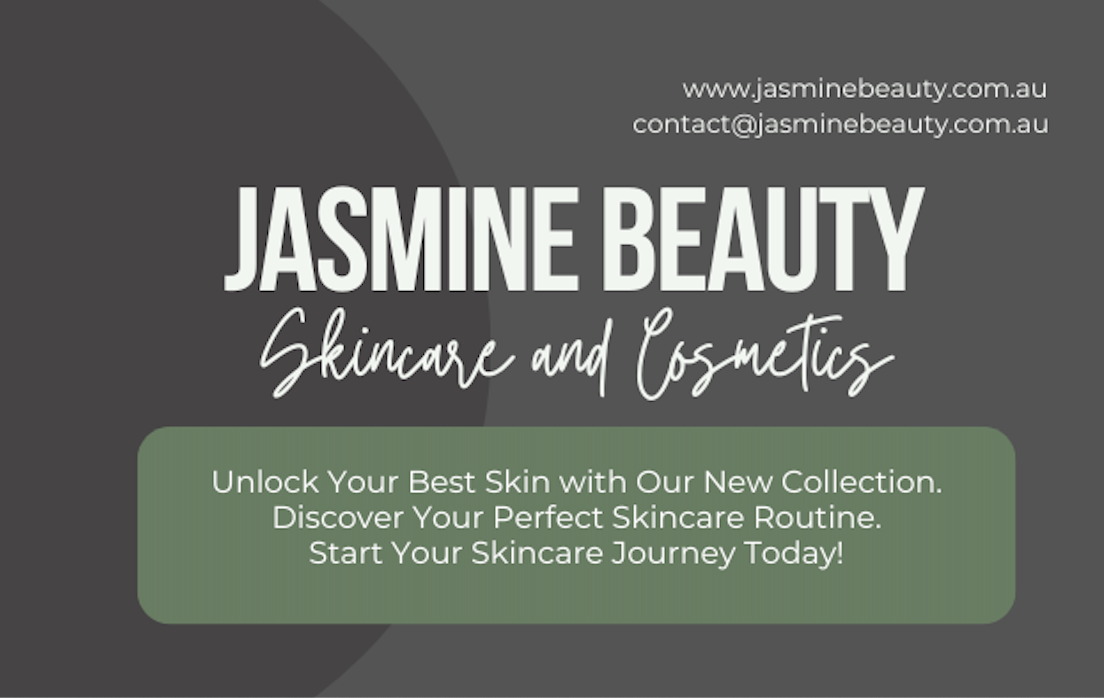 www.jasminebeauty.com.au
contact@jasminebeauty.com.au
JASMINE BEAUTY
Skincare and Cosmetics
Unlock Your Best Skin with Our New Collection.
Discover Your Perfect Skincare Routine.
Start Your Skincare Journey Today!